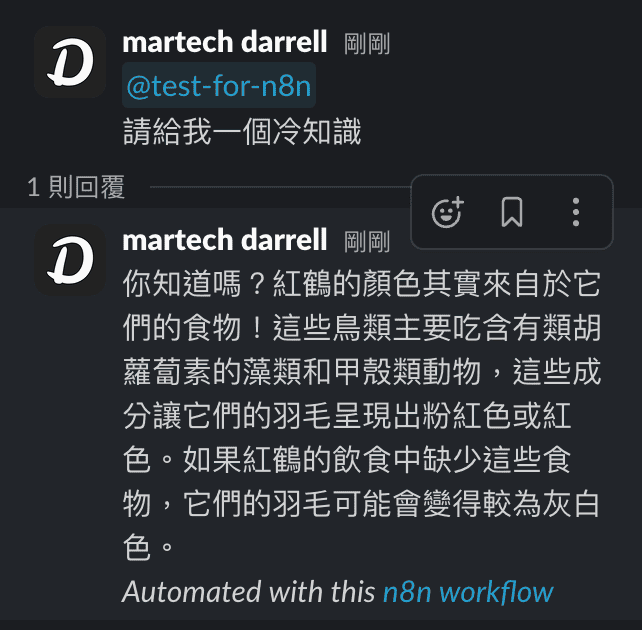 D
martech darrell 剛剛
@test-for-n8n
請給我一個冷知識
1 則回覆
D
martech darrell 剛剛
你知道嗎？紅鶴的顏色其實來自於它
們的食物！這些鳥類主要吃含有類胡
蘿蔔素的藻類和甲殼類動物，這些成
分讓它們的羽毛呈現出粉紅色或紅
色。如果紅鶴的飲食中缺少這些食
物，它們的羽毛可能會變得較為灰白
色。
Automated with this n8n workflow